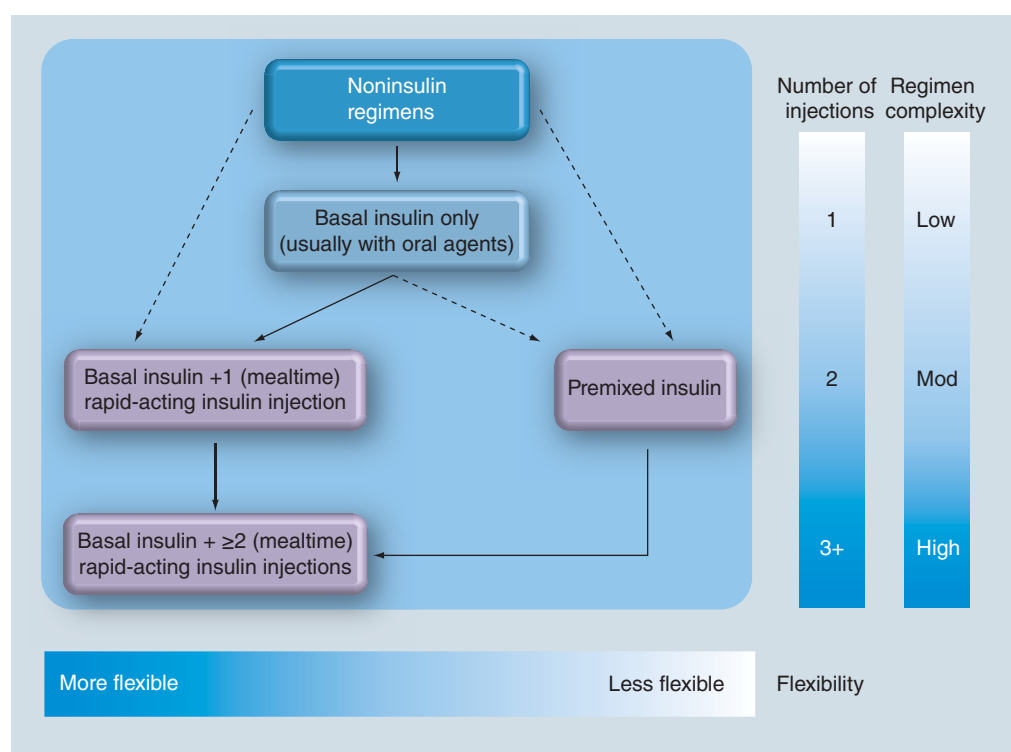 Noninsulin
regimens
Basal insulin only
(usually with oral agents)
Basal insulin +1 (mealtime)
rapid-acting insulin injection
Premixed insulin
Basal insulin + ≥2 (mealtime)
rapid-acting insulin injections
Number of
injections
Regimen
complexity
1
Low
2
Mod
3+
High
More flexible
Less flexible
Flexibility